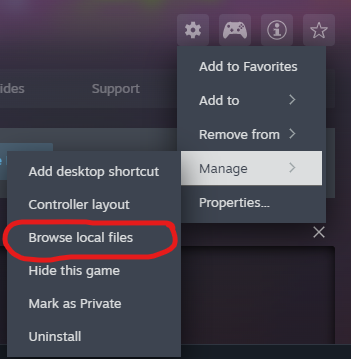 ides
Support
Add to Favorites
Add to
Remove from
Manage
Properties...
Add desktop shortcut
Controller layout
Browse local files
Hide this game
Mark as Private
Uninstall